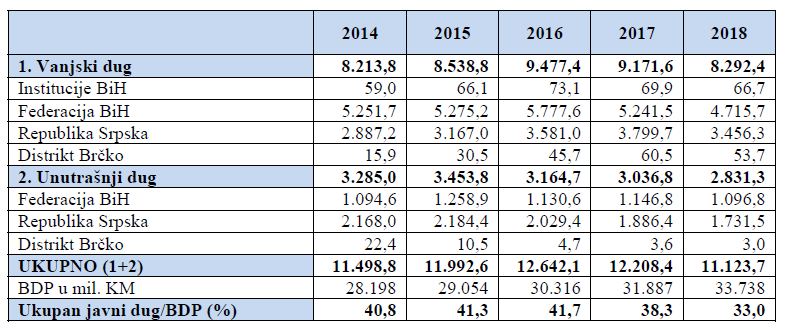 2014 2015 2016 2017 2018
1. Vanjski dug 8.213,8 8.538,8 9.477,4 9.171,6 8.292,4
Institucije BiH 59,0 66,1 73,1 69,9 66,7
Federacija BiH 5.251,7 5.275,2 5.777,6 5.241,5 4.715,7
Republika Srpska 2.887,2 3.167,0 3.581,0 3.799,7 3.456,3
Distrikt Brčko 15,9 30,5 45,7 60,5 53,7
2. Unutrašnji dug 3.285,0 3.453,8 3.164,7 3.036,8 2.831,3
Federacija BiH 1.094,6 1.258,9 1.130,6 1.146,8 1.096,8
Republika Srpska 2.168,0 2.184,4 2.029,4 1.886,4 1.731,5
Distrikt Brčko 22,4 10,5 4,7 3,6 3,0
UKUPNO (1+2) 11.498,8 11.992,6 12.642,1 12.208,4 11.123,7
BDP u mil. KM 28.198 29.054 30.316 31.887 33.738
Ukupan javni dug/BDP (%) 40,8 41,3 41,7 38,3 33,0